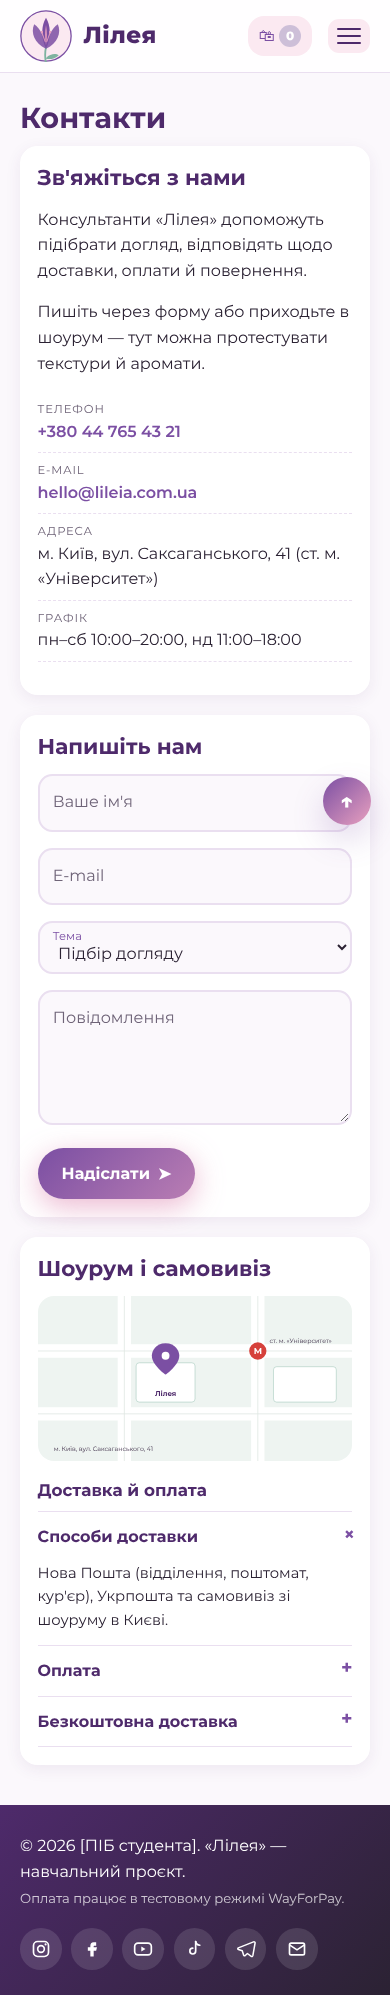 Лілея
0
Контакти
Зв'яжіться з нами
Консультанти «Лілея» допоможуть
підібрати догляд, відповідять щодо
доставки, оплати й повернення.
Пишіть через форму або приходьте в
шоурум — тут можна протестувати
текстури й аромати.
ТЕЛЕФОН
+380 44 765 43 21
E-MAIL
hello@lileia.com.ua
АДРЕСА
м. Київ, вул. Саксаганського, 41 (ст. м.
«Університет»)
ГРАФІК
пн–сб 10:00–20:00, нд 11:00–18:00
Напишіть нам
Ваше ім'я
E-mail
Тема
Підбір догляду
Повідомлення
Надіслати ➤
Шоурум і самовивіз
ст. м. «Університет»
М
Лілея
м. Київ, вул. Саксаганського, 41
Доставка й оплата
Способи доставки
Нова Пошта (відділення, поштомат,
кур'єр), Укрпошта та самовивіз зі
шоуруму в Києві.
Оплата +
Безкоштовна доставка +
© 2026 [ПІБ студента]. «Лілея» —
навчальний проєкт.
Оплата працює в тестовому режимі WayForPay.